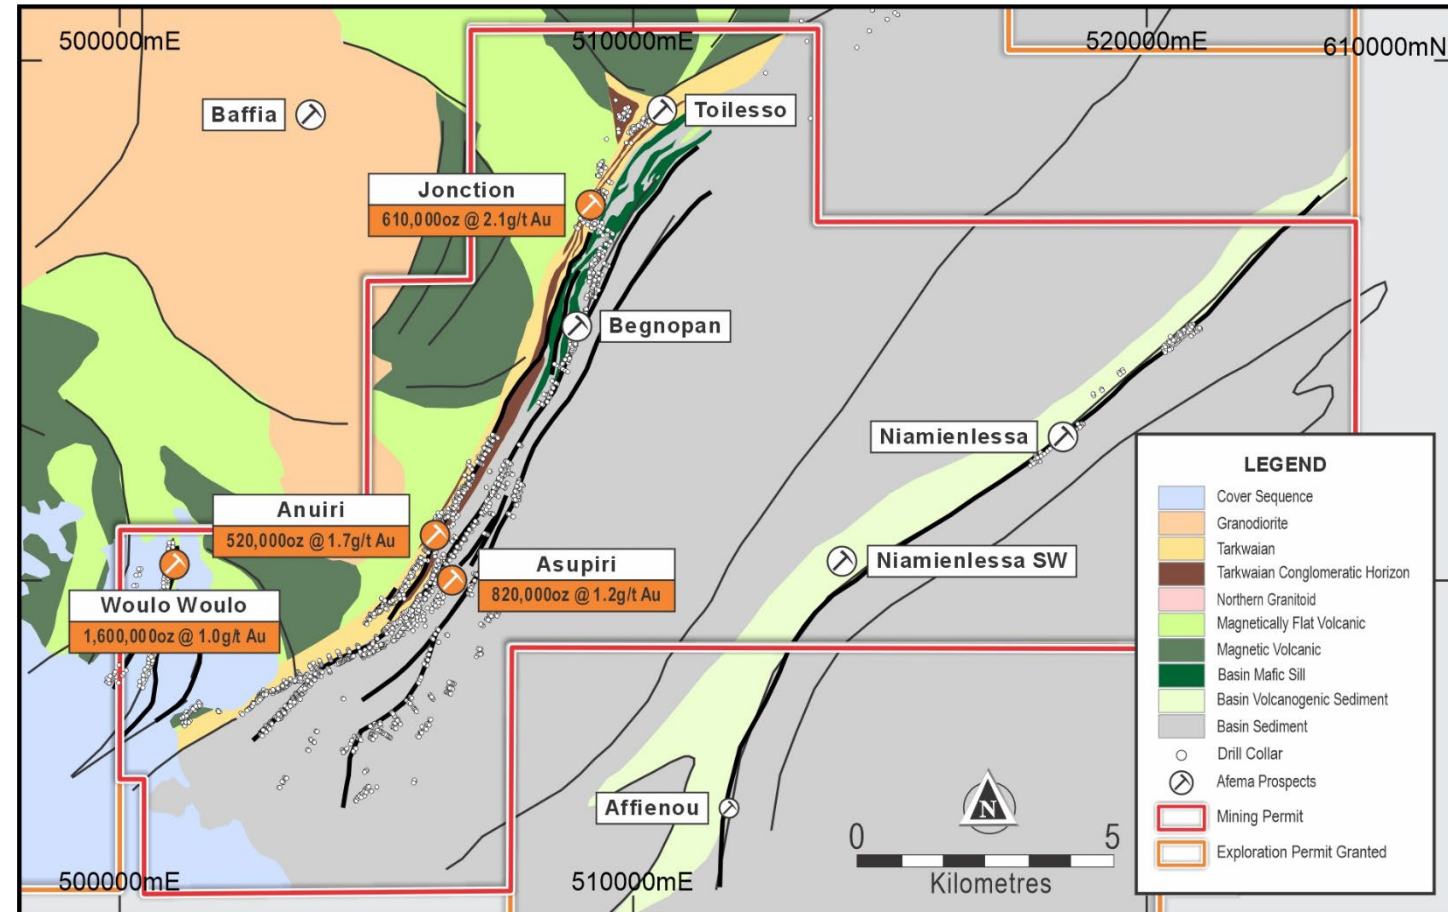 500000mE
510000mE
520000mE
610000mN
Baffia
Toilesso
Jonction
610,000oz @ 2.1g/t Au
Begnopan
Niamienlessa
Anuiri
520,000oz @ 1.7g/t Au
Asupiri
820,000oz @ 1.2g/t Au
Niamienlessa SW
Woulo Woulo
1,600,000oz @ 1.0g/t Au
Affienou
LEGEND
Cover Sequence
Granodiorite
Tarkwaian
Tarkwaian Conglomeratic Horizon
Northern Granitoid
Magnetically Flat Volcanic
Magnetic Volcanic
Basin Mafic Sill
Basin Volcanogenic Sediment
Basin Sediment
Drill Collar
Afema Prospects
Mining Permit
Exploration Permit Granted
N
0
5
Kilometres
500000mE
510000mE